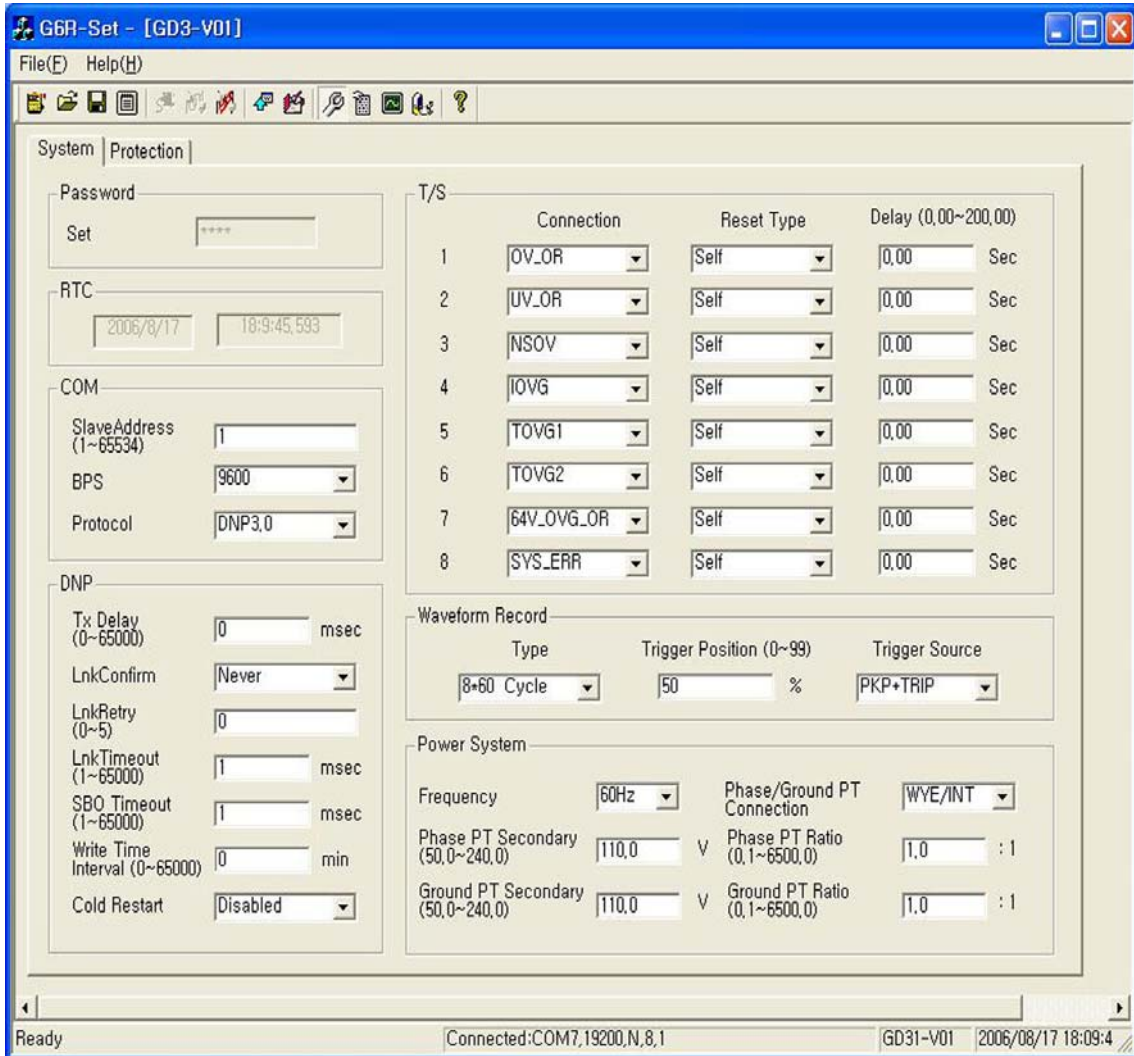 G6R-Set - [GD3-V01]
File(F) Help(H)
System Protection
Password
Set ****
RTC
2006/8/17 18:9:45,593
COM
SlaveAddress
(1~65534) 1
BPS 9600
Protocol DNP3,0
DNP
Tx Delay
(0~65000) 0 msec
LnkConfirm Never
LnkRetry
(0~5) 0
LnkTimeout
(1~65000) 1 msec
SBO Timeout
(1~65000) 1 msec
Write Time
Interval (0~65000) 0 min
Cold Restart Disabled
T/S
Connection Reset Type Delay (0,00~200,00)
1 OV_OR Self 0,00 Sec
2 UV_OR Self 0,00 Sec
3 NSOV Self 0,00 Sec
4 IOVG Self 0,00 Sec
5 TOVG1 Self 0,00 Sec
6 TOVG2 Self 0,00 Sec
7 64V_OVG_OR Self 0,00 Sec
8 SYS_ERR Self 0,00 Sec
Waveform Record
Type Trigger Position (0~99) Trigger Source
8*60 Cycle 50 % PKP+TRIP
Power System
Frequency 60Hz Phase/Ground PT
Connection WYE/INT
Phase PT Secondary
(50,0~240,0) 110,0 V Phase PT Ratio
(0,1~6500,0) 1,0 : 1
Ground PT Secondary
(50,0~240,0) 110,0 V Ground PT Ratio
(0,1~6500,0) 1,0 : 1
Ready Connected:COM7,19200,N,8,1 GD31-V01 2006/08/17 18:09:4